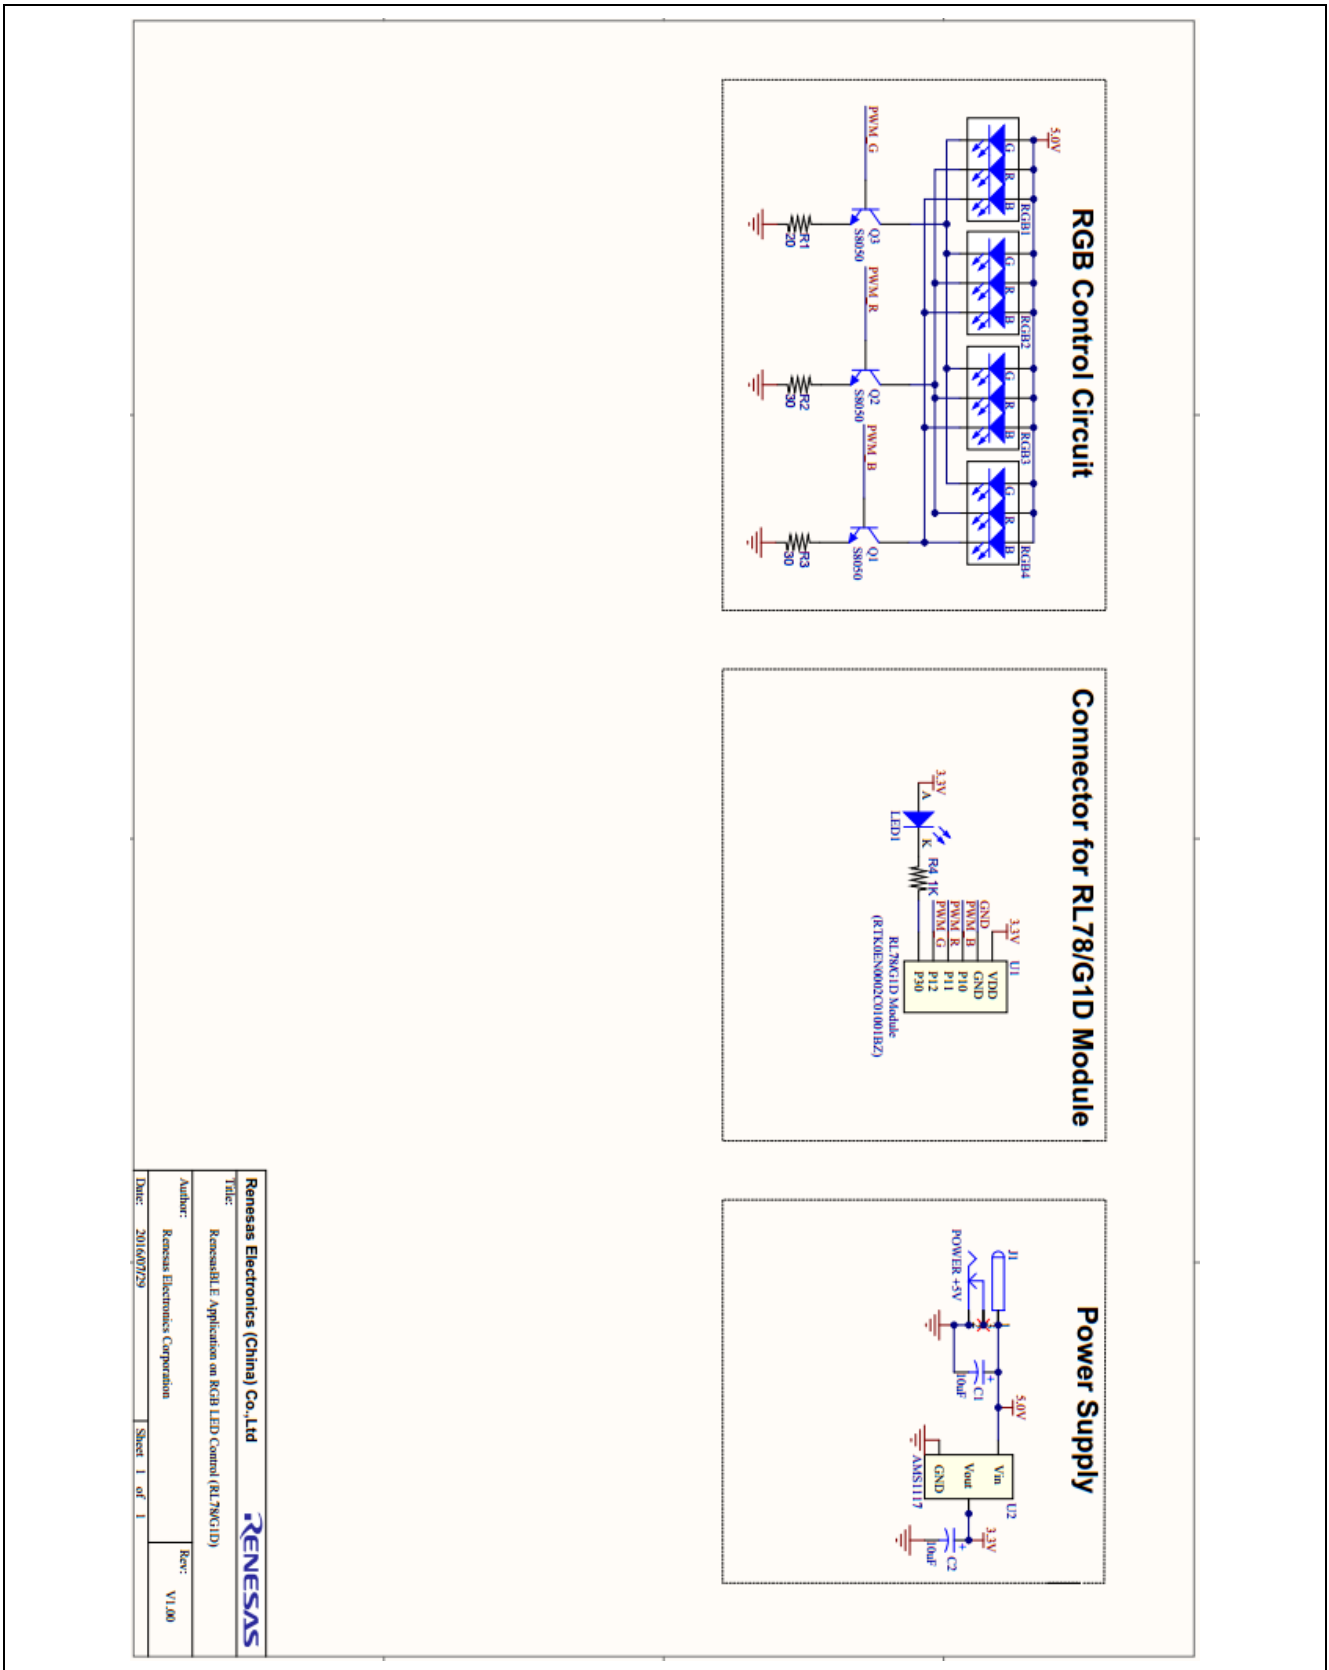 RGB Control Circuit
5.0V
G
R
B
RGB1
G
R
B
RGB2
G
R
B
RGB3
G
R
B
RGB4
PWM_G
Q3
S8050
R1
20
PWM_R
Q2
S8050
R2
30
PWM_B
Q1
S8050
R3
30
Connector for RL78/G1D Module
3.3V
A
LED1
K
R4 1K
3.3V
GND
PWM_B
PWM_R
PWM_G
U1
VDD
GND
P10
P11
P12
P30
RL78/G1D Module
(RTK0EN0002C01001BZ)
Power Supply
J1
POWER +5V
C1
10uF
5.0V
U2
Vin
Vout
GND
AMS1117
3.3V
C2
10uF
Renesas Electronics (China) Co.,Ltd
RENESAS
Title:
RenesasBLE Application on RGB LED Control (RL78/G1D)
Author:
Renesas Electronics Corporation
Rev:
V1.00
Date:
2016/07/29
Sheet 1 of 1